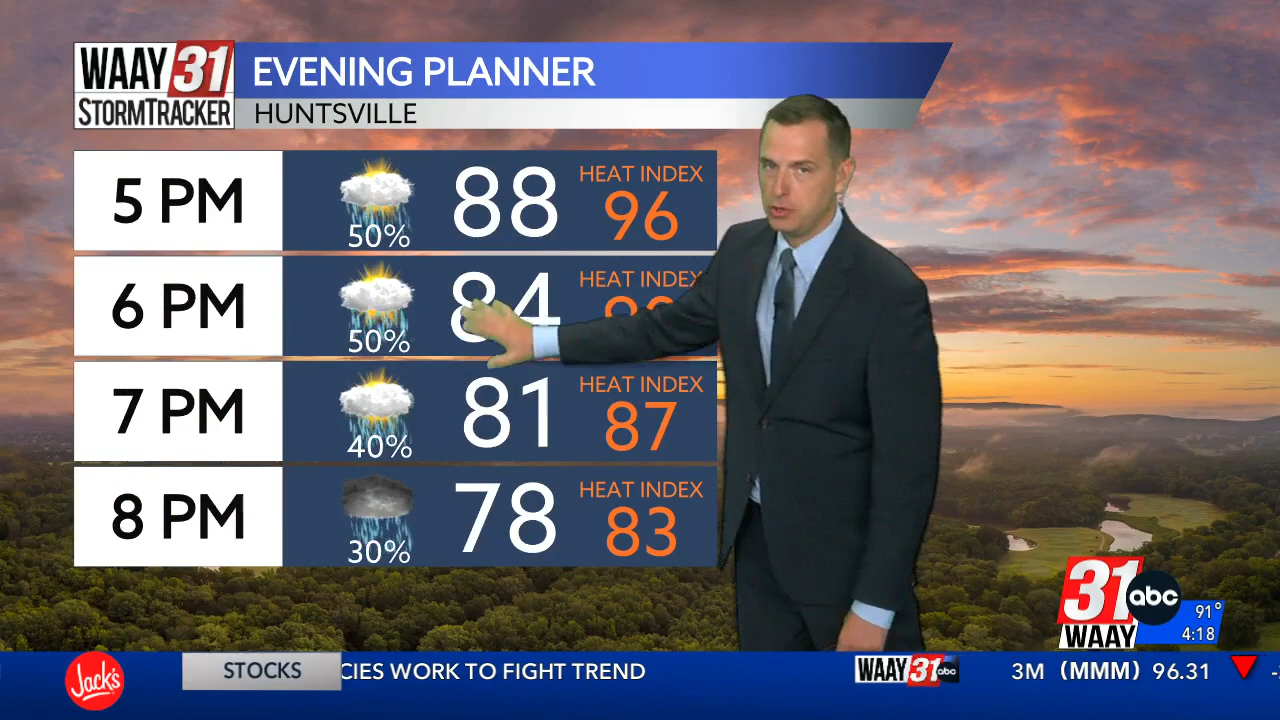 WAAY 31
STORMTRACKER
EVENING PLANNER
HUNTSVILLE
5 PM 50% 88 HEAT INDEX 96
6 PM 50% 84 HEAT INDEX
7 PM 40% 81 HEAT INDEX 87
8 PM 30% 78 HEAT INDEX 83
31 abc
WAAY
91°
4:18
Jack's
STOCKS
CIES WORK TO FIGHT TREND
WAAY 31 abc
3M (MMM) 96.31